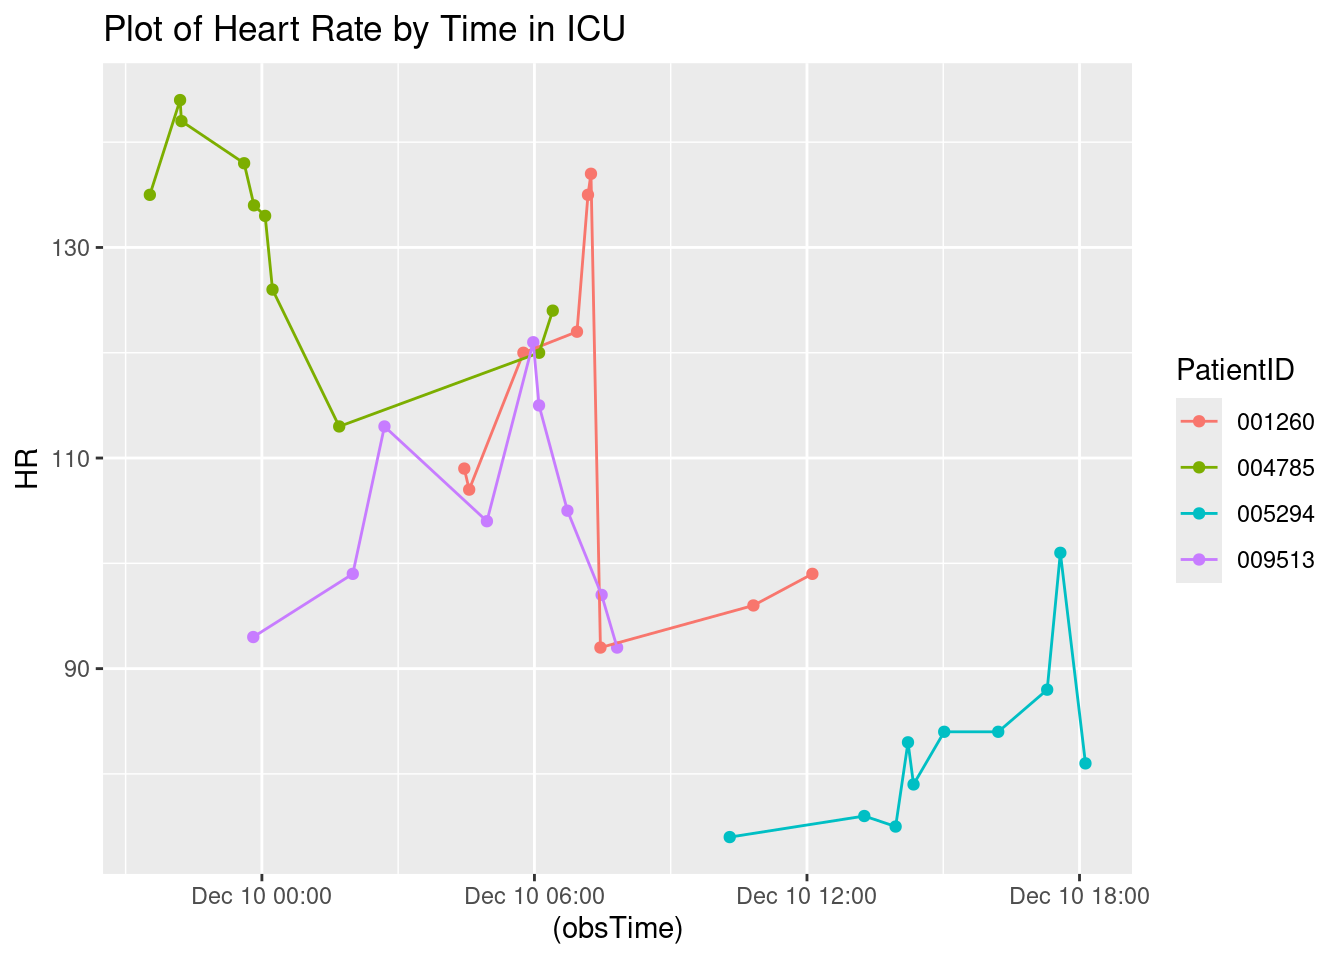 Plot of Heart Rate by Time in ICU
130
110
90
HR
Dec 10 00:00
Dec 10 06:00
Dec 10 12:00
Dec 10 18:00
(obsTime)
PatientID
001260
004785
005294
009513